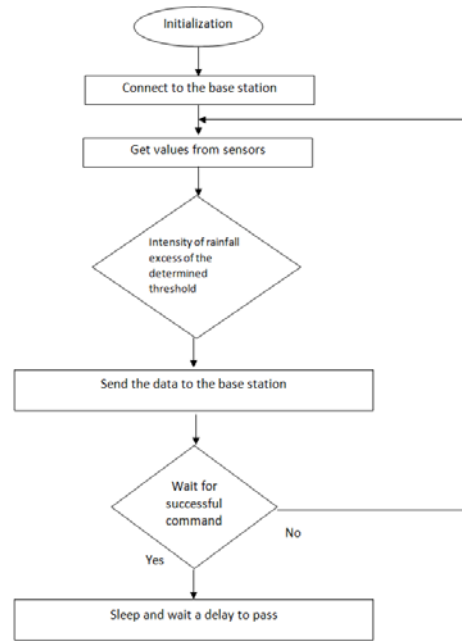 Initialization
Connect to the base station
Get values from sensors
Intensity of rainfall
excess of the
determined
threshold
Send the data to the base station
Wait for
successful
command
No
Yes
Sleep and wait a delay to pass